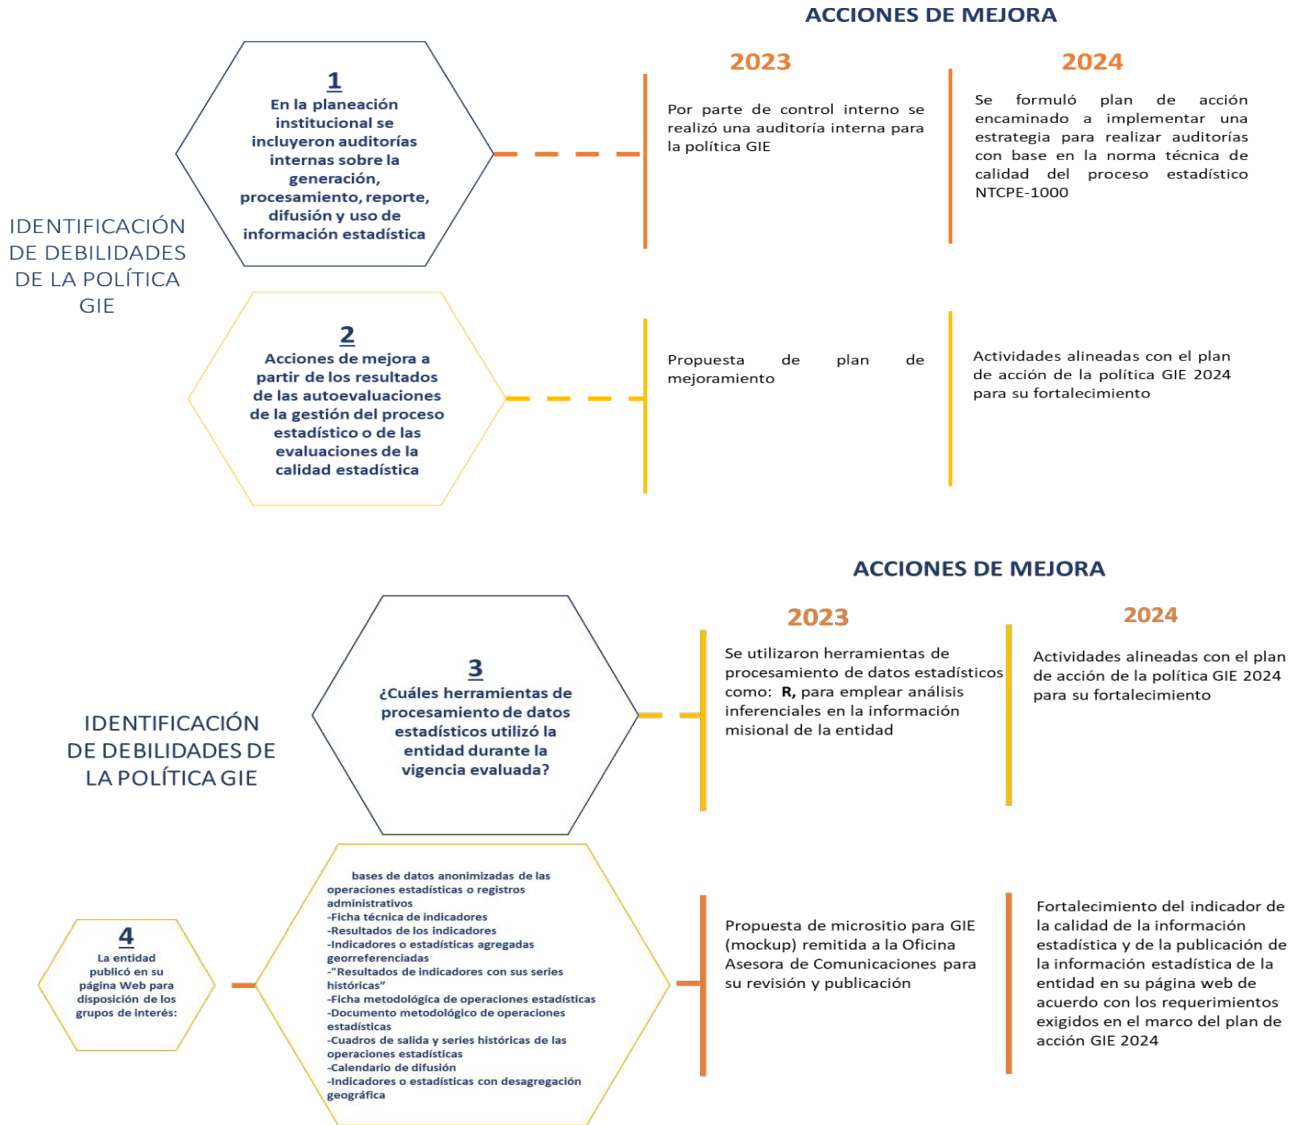 ACCIONES DE MEJORA
2023
2024
IDENTIFICACIÓN
DE DEBILIDADES
DE LA POLÍTICA
GIE
1
En la planeación
institucional se
incluyeron auditorías
internas sobre la
generación,
procesamiento, reporte,
difusión y uso de
información estadística
Por parte de control interno se
realizó una auditoría interna para
la política GIE
Se formuló plan de acción
encaminado a implementar una
estrategia para realizar auditorías
con base en la norma técnica de
calidad del proceso estadístico
NTCPE-1000
2
Acciones de mejora a
partir de los resultados
de las autoevaluaciones
de la gestión del proceso
estadístico o de las
evaluaciones de la
calidad estadística
Propuesta de plan de
mejoramiento
Actividades alineadas con el plan
de acción de la política GIE 2024
para su fortalecimiento
ACCIONES DE MEJORA
2023
2024
IDENTIFICACIÓN
DE DEBILIDADES DE
LA POLÍTICA GIE
3
¿Cuáles herramientas de
procesamiento de datos
estadísticos utilizó la
entidad durante la
vigencia evaluada?
Se utilizaron herramientas de
procesamiento de datos estadísticos
como: R, para emplear análisis
inferenciales en la información
misional de la entidad
Actividades alineadas con el plan
de acción de la política GIE 2024
para su fortalecimiento
4
La entidad
publicó en su
página Web para
disposición de los
grupos de interés:
bases de datos anonimizadas de las
operaciones estadísticas o registros
administrativos
-Ficha técnica de indicadores
-Resultados de los indicadores
-Indicadores o estadísticas agregadas
georreferenciadas
-"Resultados de indicadores con sus series
históricas”
-Ficha metodológica de operaciones estadísticas
-Documento metodológico de operaciones
estadísticas
-Cuadros de salida y series históricas de las
operaciones estadísticas
-Calendario de difusión
-Indicadores o estadísticas con desagregación
geográfica
Propuesta de micrositio para GIE
(mockup) remitida a la Oficina
Asesora de Comunicaciones para
su revisión y publicación
Fortalecimiento del indicador de
la calidad de la información
estadística y de la publicación de
la información estadística de la
entidad en su página web de
acuerdo con los requerimientos
exigidos en el marco del plan de
acción GIE 2024